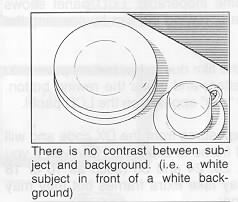 There is no contrast between sub-
ject and background. (i.e. a white
subject in front of a white back-
ground)